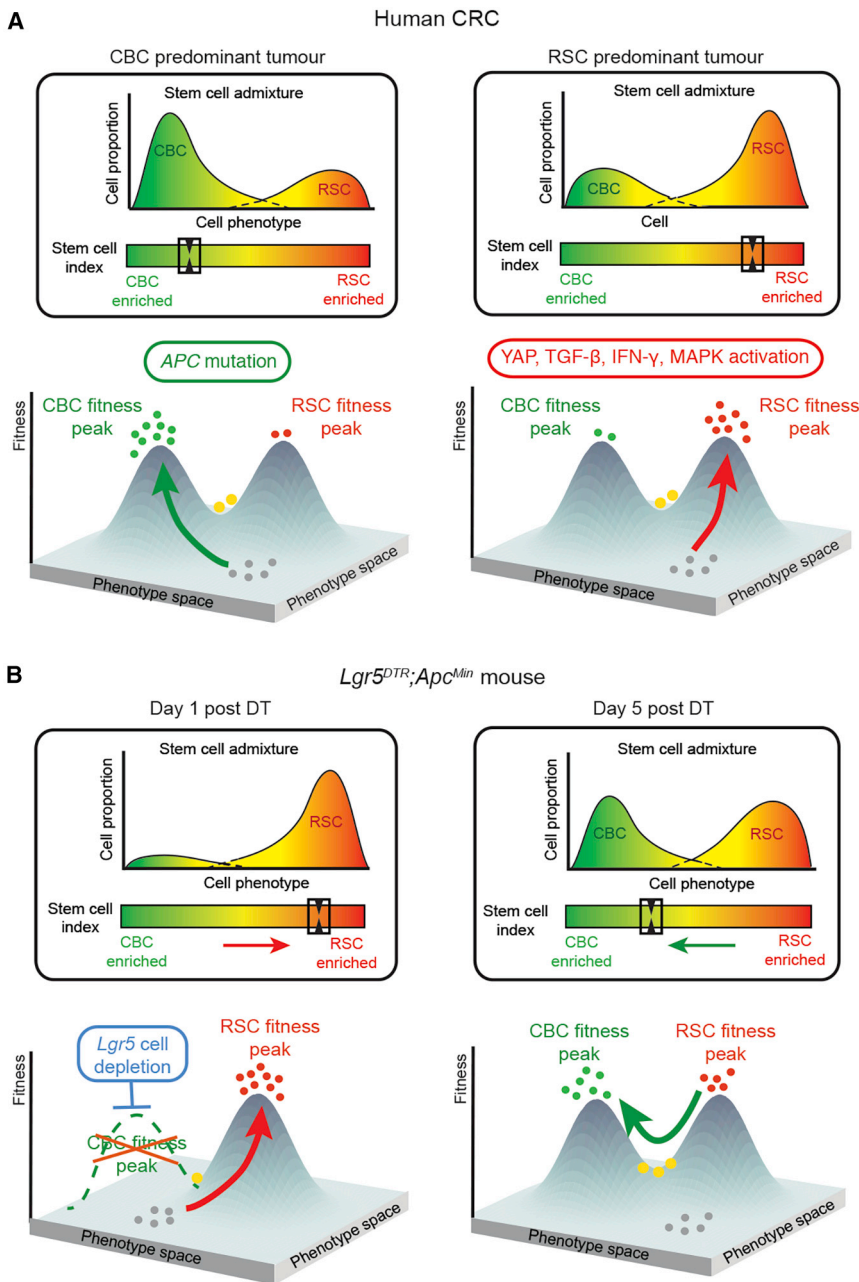 A
Human CRC
CBC predominant tumour
Stem cell admixture
Cell proportion
CBC
RSC
Cell phenotype
Stem cell
index
CBC
enriched
RSC
enriched
RSC predominant tumour
Stem cell admixture
Cell proportion
CBC
RSC
Cell
Stem cell
index
CBC
enriched
RSC
enriched
APC mutation
CBC fitness
peak
RSC fitness
peak
Fitness
Phenotype space
Phenotype space
YAP, TGF-β, IFN-γ, MAPK activation
CBC fitness
peak
RSC fitness
peak
Fitness
Phenotype space
Phenotype space
B
Lgr5DTR;ApcMin mouse
Day 1 post DT
Stem cell admixture
Cell proportion
RSC
Cell phenotype
Stem cell
index
CBC
enriched
RSC
enriched
Day 5 post DT
Stem cell admixture
Cell proportion
CBC
RSC
Cell phenotype
Stem cell
index
CBC
enriched
RSC
enriched
Lgr5 cell
depletion
CBC fitness
peak
RSC fitness
peak
Fitness
Phenotype space
Phenotype space
CBC fitness
peak
RSC fitness
peak
Fitness
Phenotype space
Phenotype space